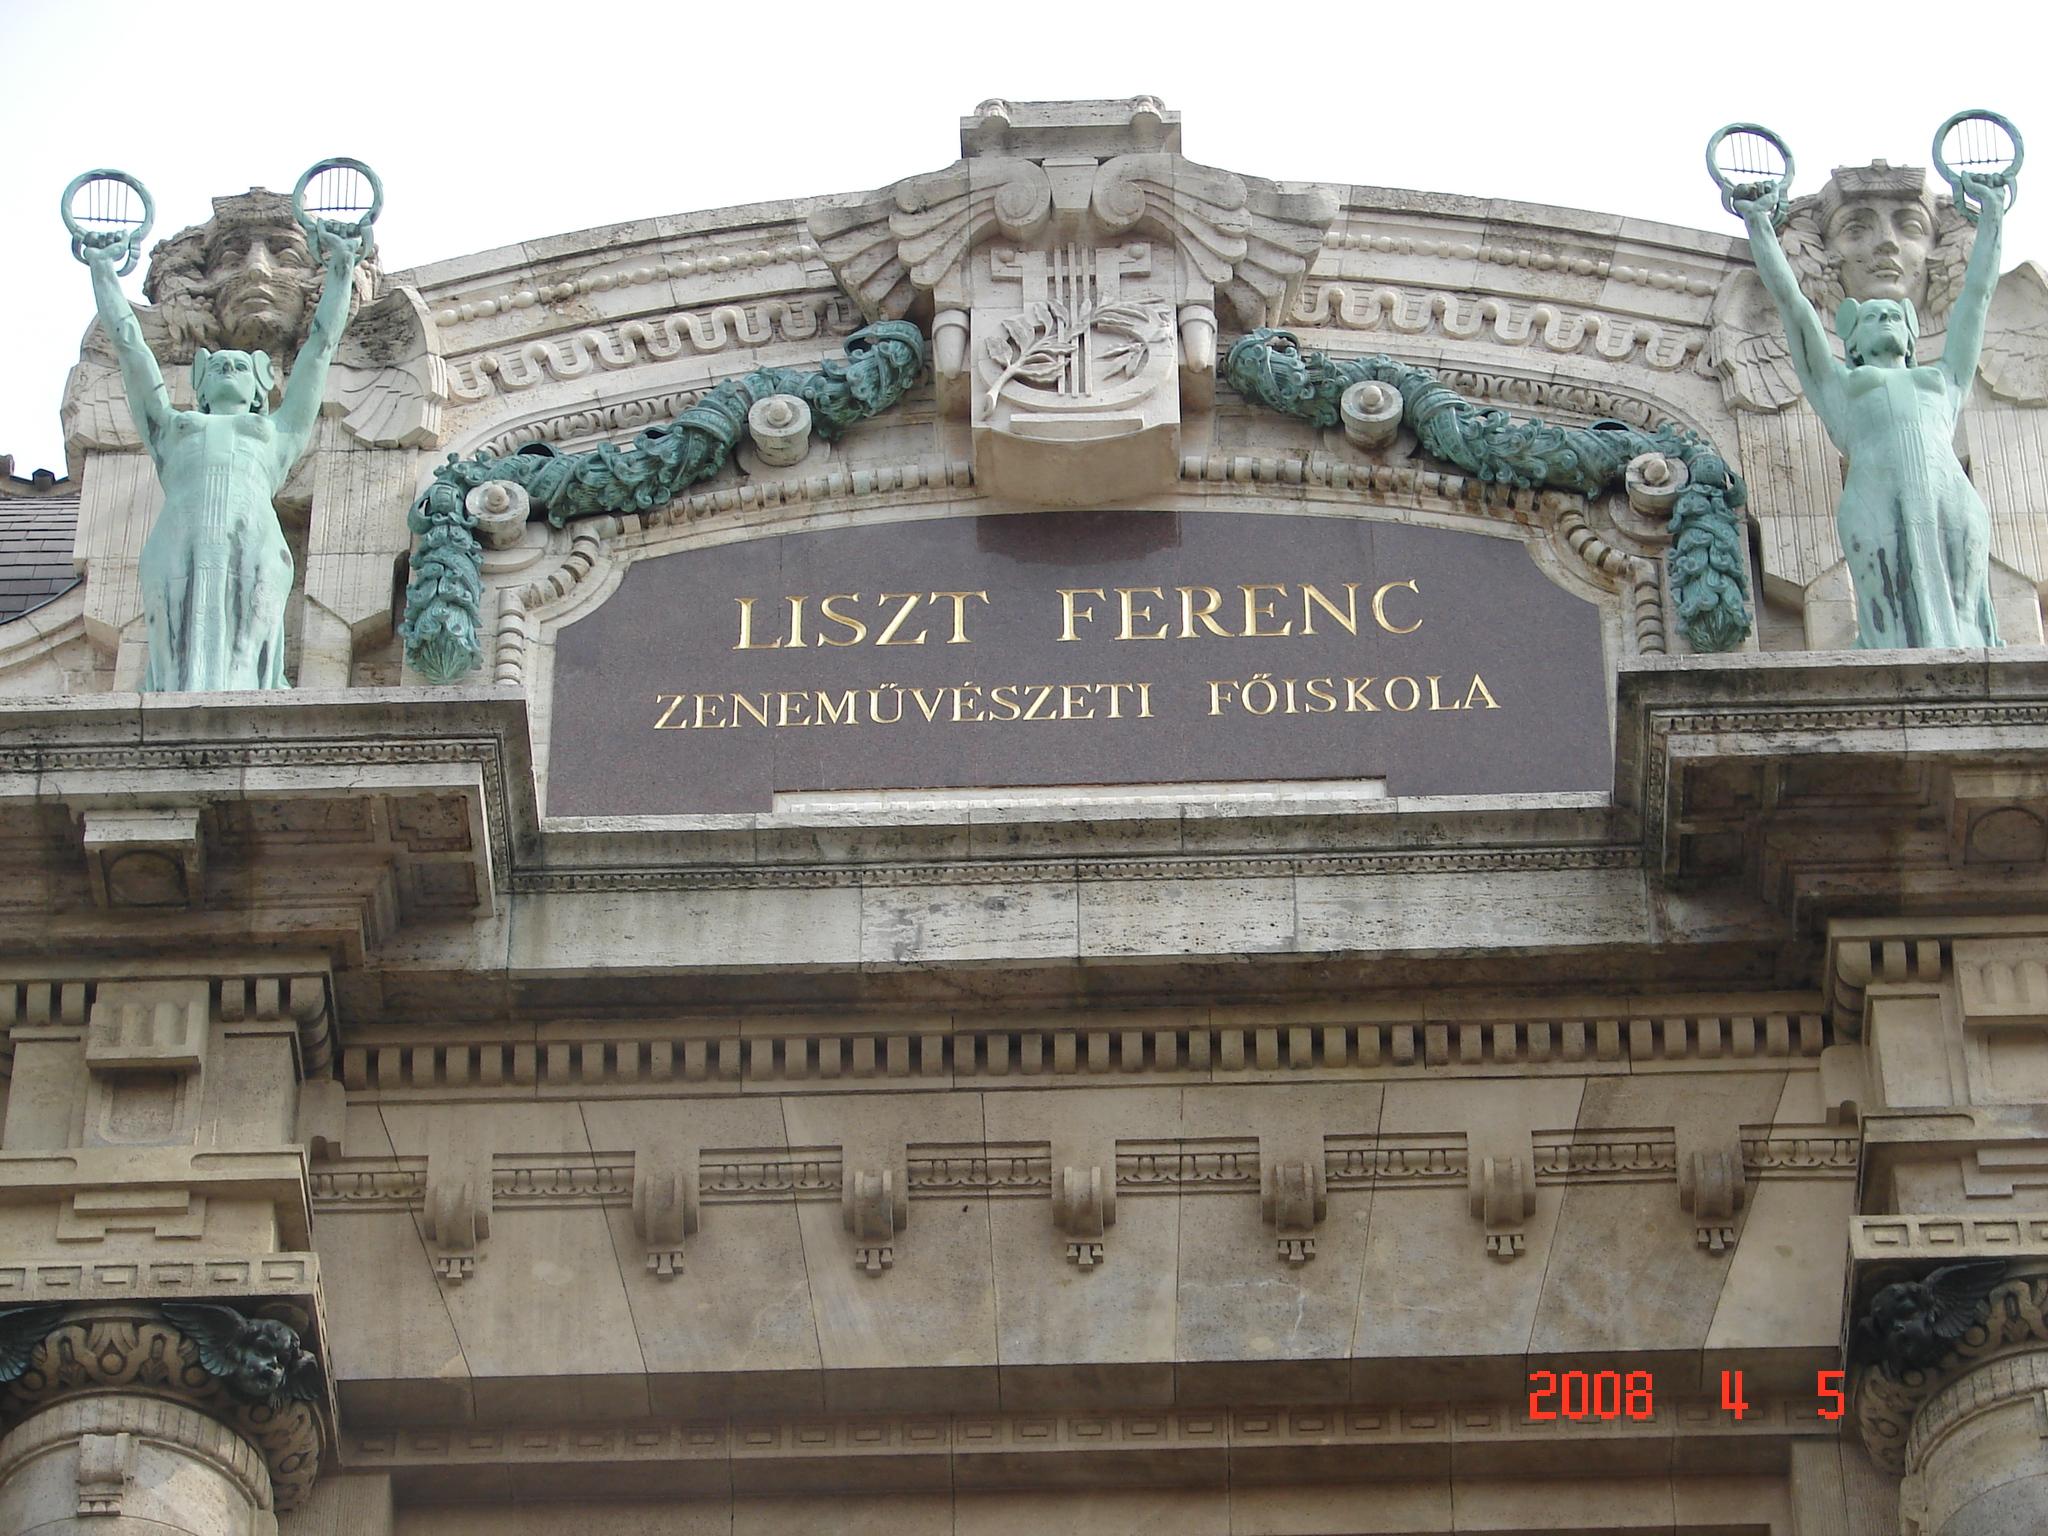 LISZT FERENC
ZENEMŰVÉSZETI FŐISKOLA
2008 4 5